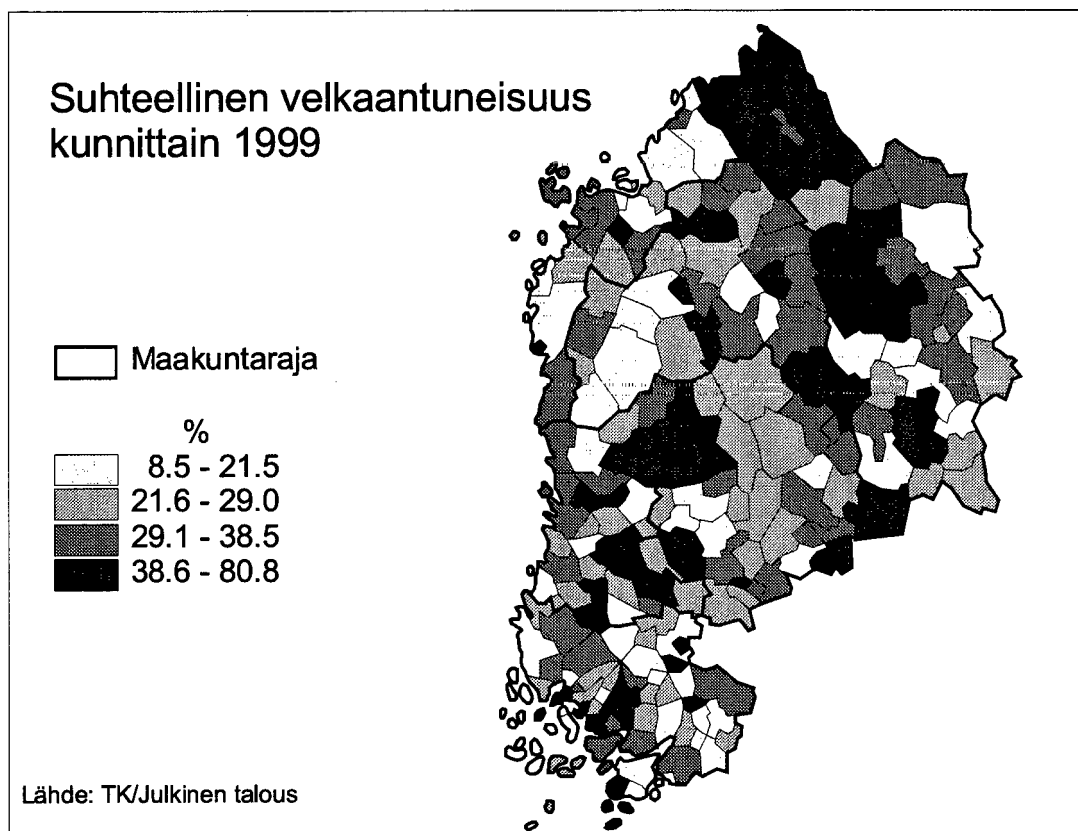 Suhteellinen velkaantuneisuus
kunnittain 1999
Maakuntaraja
%
8.5 - 21.5
21.6 - 29.0
29.1 - 38.5
38.6 - 80.8
Lähde: TK/Julkinen talous